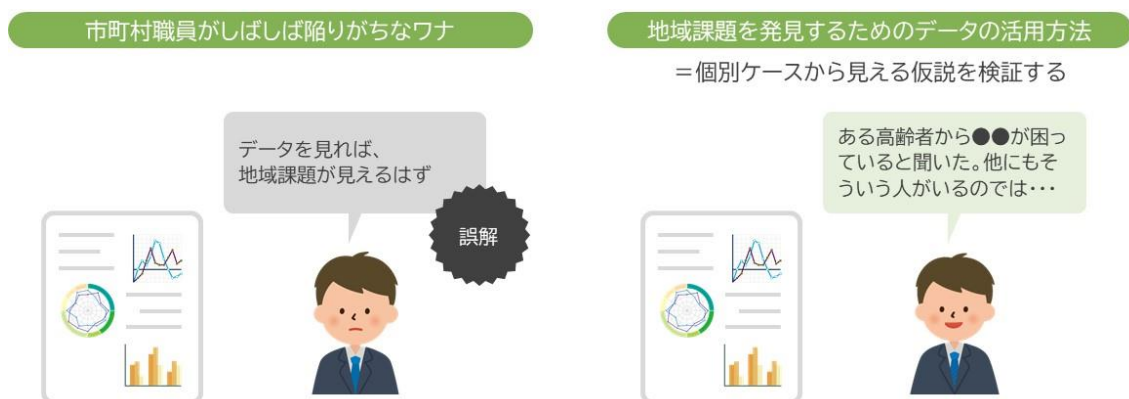 市町村職員がしばしば陥りがちなワナ
データを見れば、
地域課題が見えるはず
誤解
地域課題を発見するためのデータの活用方法
＝個別ケースから見える仮説を検証する
ある高齢者から●●が困っ
ていると聞いた。他にもそ
ういう人がいるのでは・・・